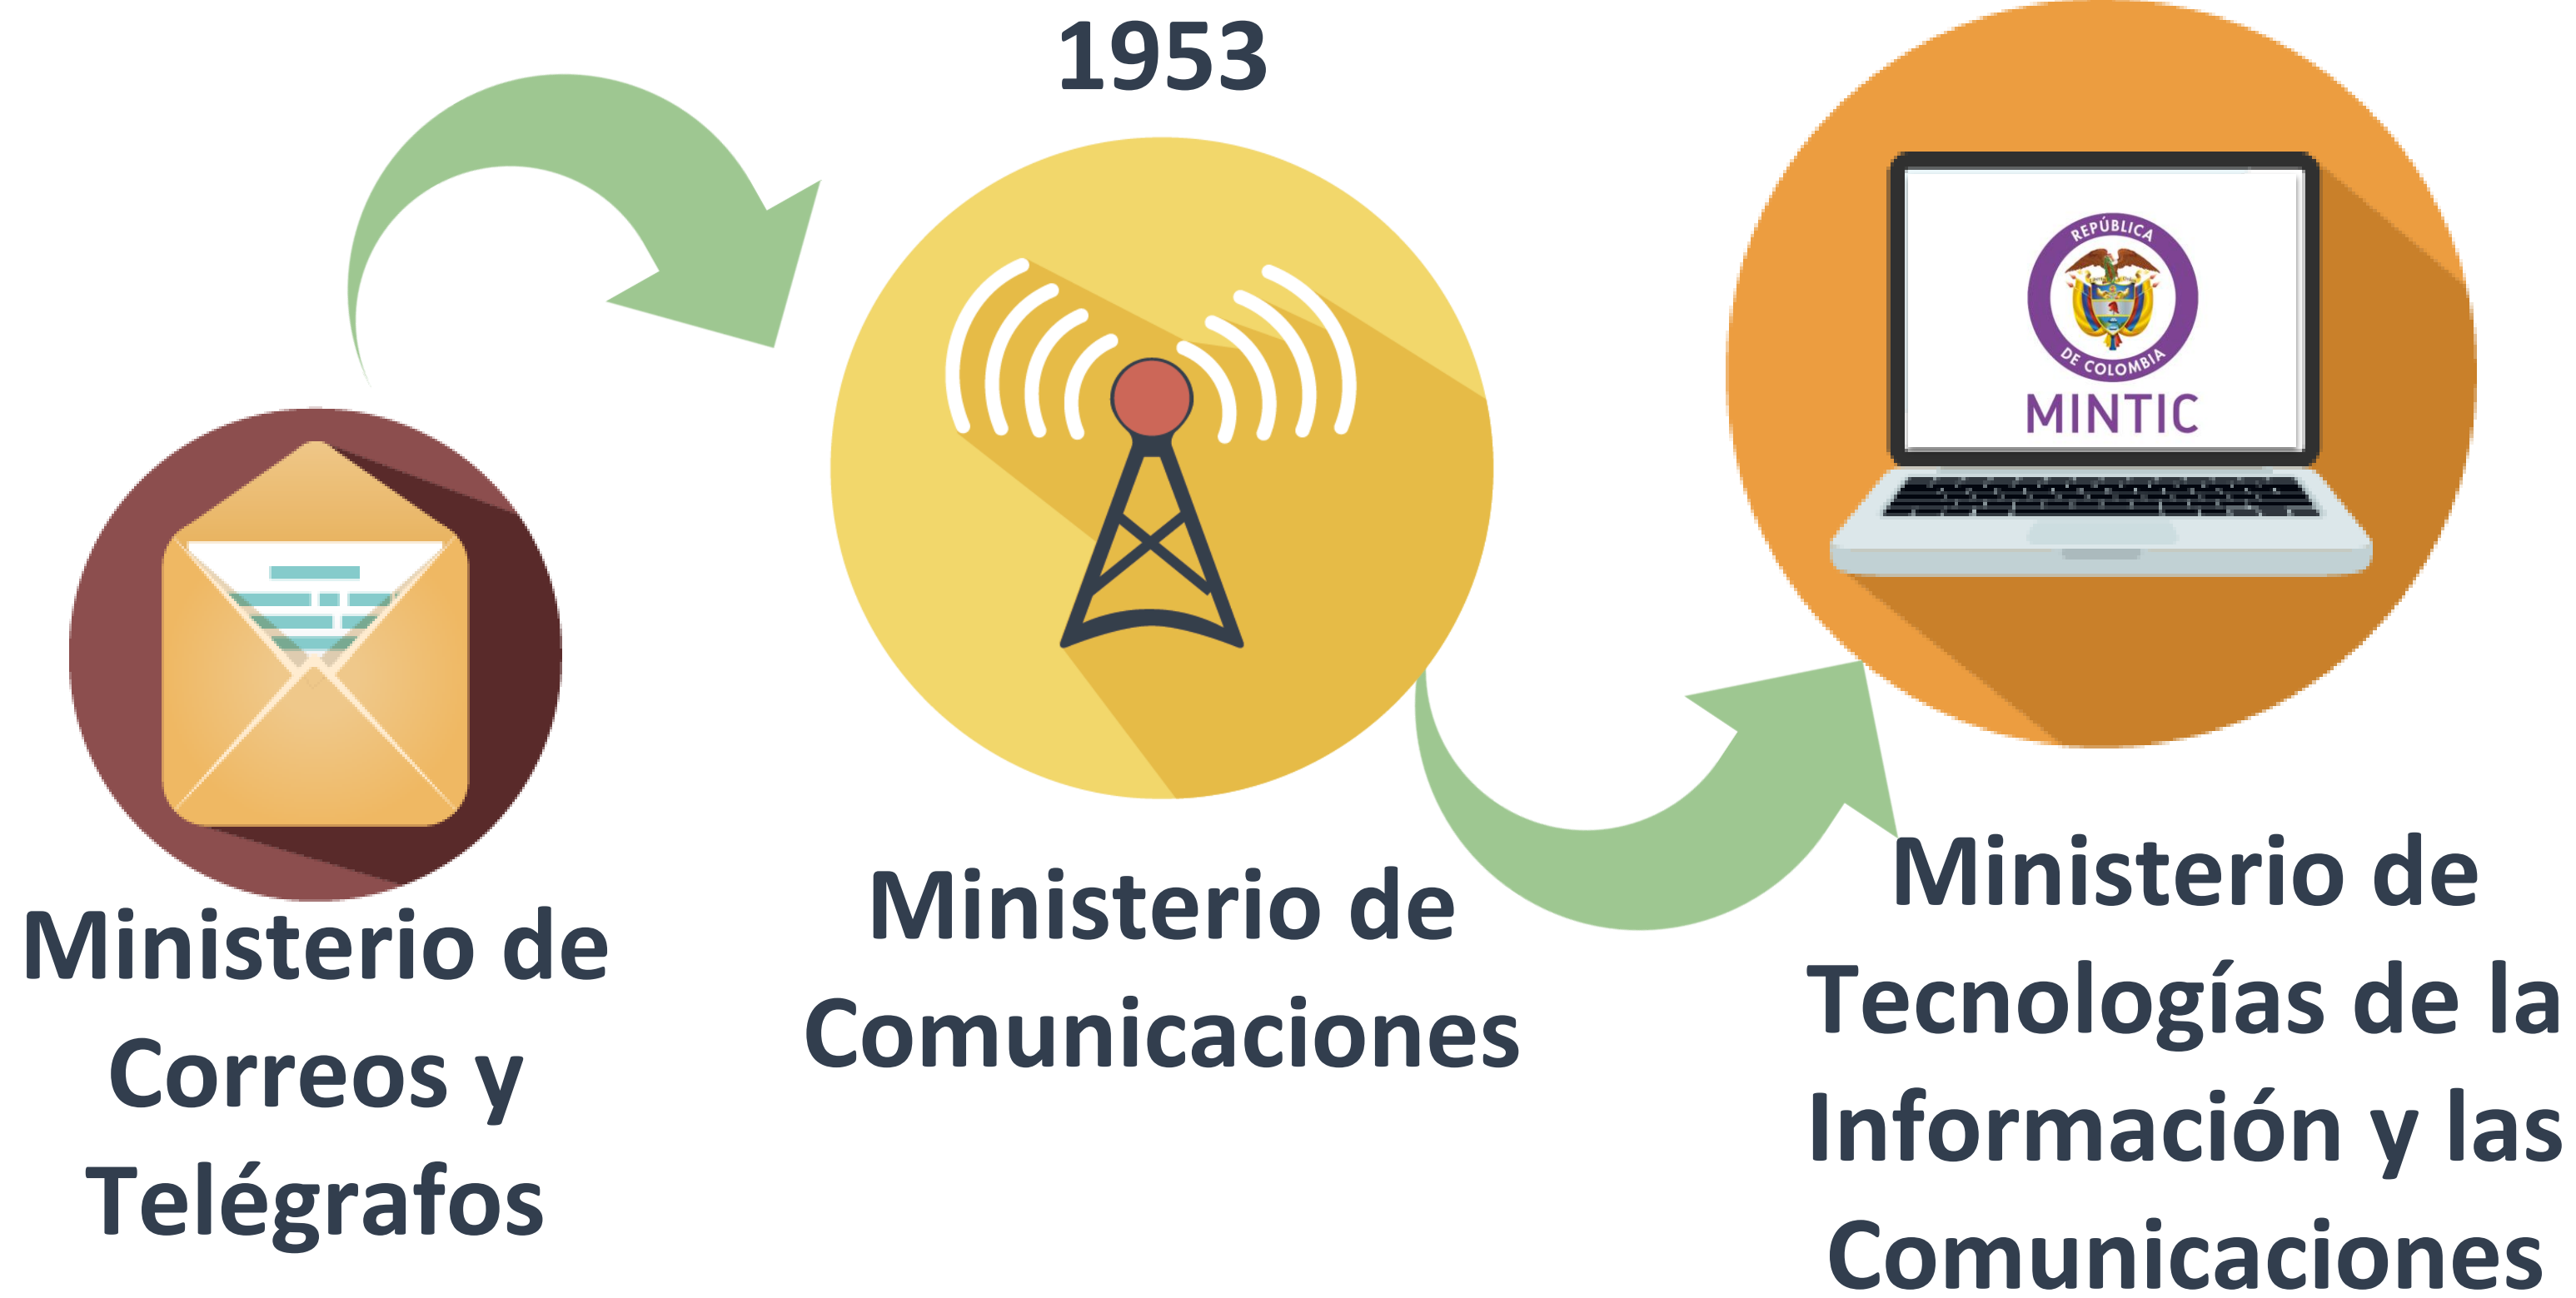 Ministerio de
Correos y
Telégrafos
1953
Ministerio de
Comunicaciones
REPÚBLICA
DE COLOMBIA
MINTIC
Ministerio de
Tecnologías de la
Información y las
Comunicaciones